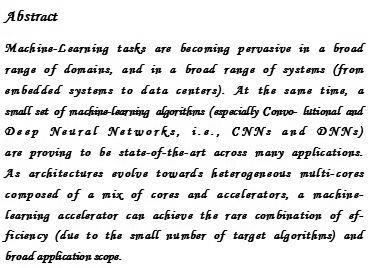 Abstract
Machine-Learning tasks are becoming pervasive in a broad
range of domains, and in a broad range of systems (from
embedded systems to data centers). At the same time, a
small set of machine-learning algorithms (especially Convo- lutional and
Deep Neural Networks, i.e., CNNs and DNNs)
are proving to be state-of-the-art across many applications.
As architectures evolve towards heterogeneous multi-cores
composed of a mix of cores and accelerators, a machine-
learning accelerator can achieve the rare combination of ef-
ficiency (due to the small number of target algorithms) and
broad application scope.